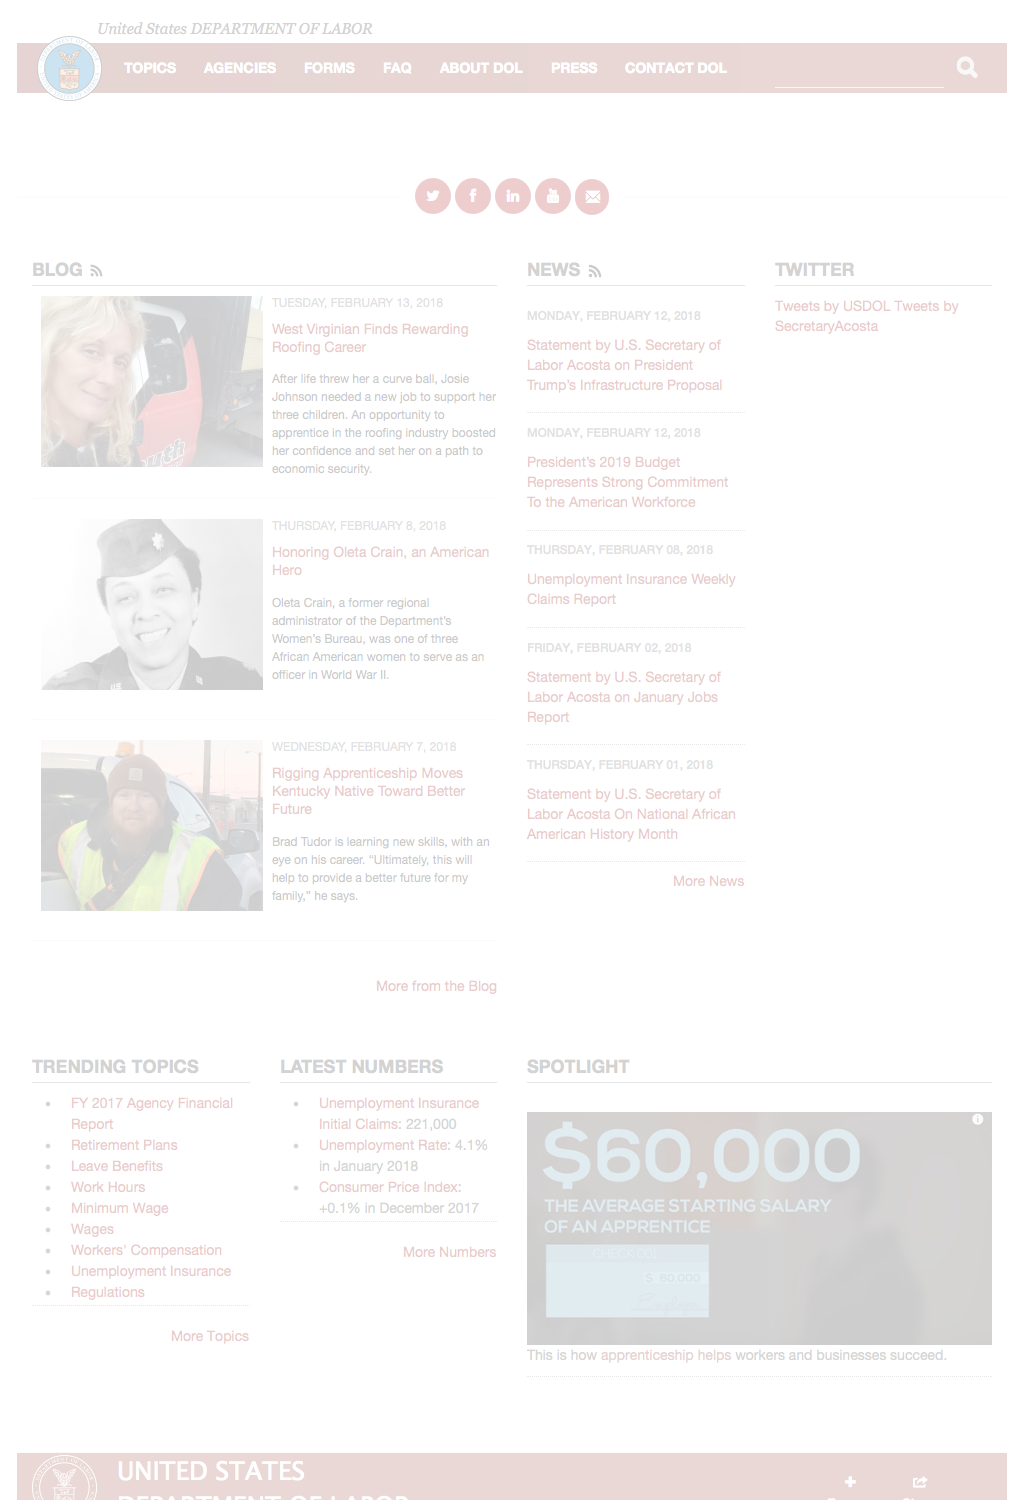 United States DEPARTMENT OF LABOR
TOPICS AGENCIES FORMS FAQ ABOUT DOL PRESS CONTACT DOL
BLOG
TUESDAY, FEBRUARY 13, 2018
West Virginian Finds Rewarding
Roofing Career
After life threw her a curve ball, Josie
Johnson needed a new job to support her
three children. An opportunity to
apprentice in the roofing industry boosted
her confidence and set her on a path to
economic security.
THURSDAY, FEBRUARY 8, 2018
Honoring Oleta Crain, an American
Hero
Oleta Crain, a former regional
administrator of the Department's
Women's Bureau, was one of three
African American women to serve as an
officer in World War II.
WEDNESDAY, FEBRUARY 7, 2018
Rigging Apprenticeship Moves
Kentucky Native Toward Better
Future
Brad Tudor is learning new skills, with an
eye on his career. “Ultimately, this will
help to provide a better future for my
family,” he says.
More from the Blog
NEWS
MONDAY, FEBRUARY 12, 2018
Statement by U.S. Secretary of
Labor Acosta on President
Trump’s Infrastructure Proposal
MONDAY, FEBRUARY 12, 2018
President’s 2019 Budget
Represents Strong Commitment
To the American Workforce
THURSDAY, FEBRUARY 08, 2018
Unemployment Insurance Weekly
Claims Report
FRIDAY, FEBRUARY 02, 2018
Statement by U.S. Secretary of
Labor Acosta on January Jobs
Report
THURSDAY, FEBRUARY 01, 2018
Statement by U.S. Secretary of
Labor Acosta On National African
American History Month
More News
TWITTER
Tweets by USDOL Tweets by
SecretaryAcosta
TRENDING TOPICS
FY 2017 Agency Financial
Report
Retirement Plans
Leave Benefits
Work Hours
Minimum Wage
Wages
Workers' Compensation
Unemployment Insurance
Regulations
More Topics
LATEST NUMBERS
Unemployment Insurance
Initial Claims: 221,000
Unemployment Rate: 4.1%
in January 2018
Consumer Price Index:
+0.1% in December 2017
More Numbers
SPOTLIGHT
$60,000
THE AVERAGE STARTING SALARY
OF AN APPRENTICE
CHECK 001
$ 60,000
This is how apprenticeship helps workers and businesses succeed.
UNITED STATES
DEPARTMENT OF LABOR